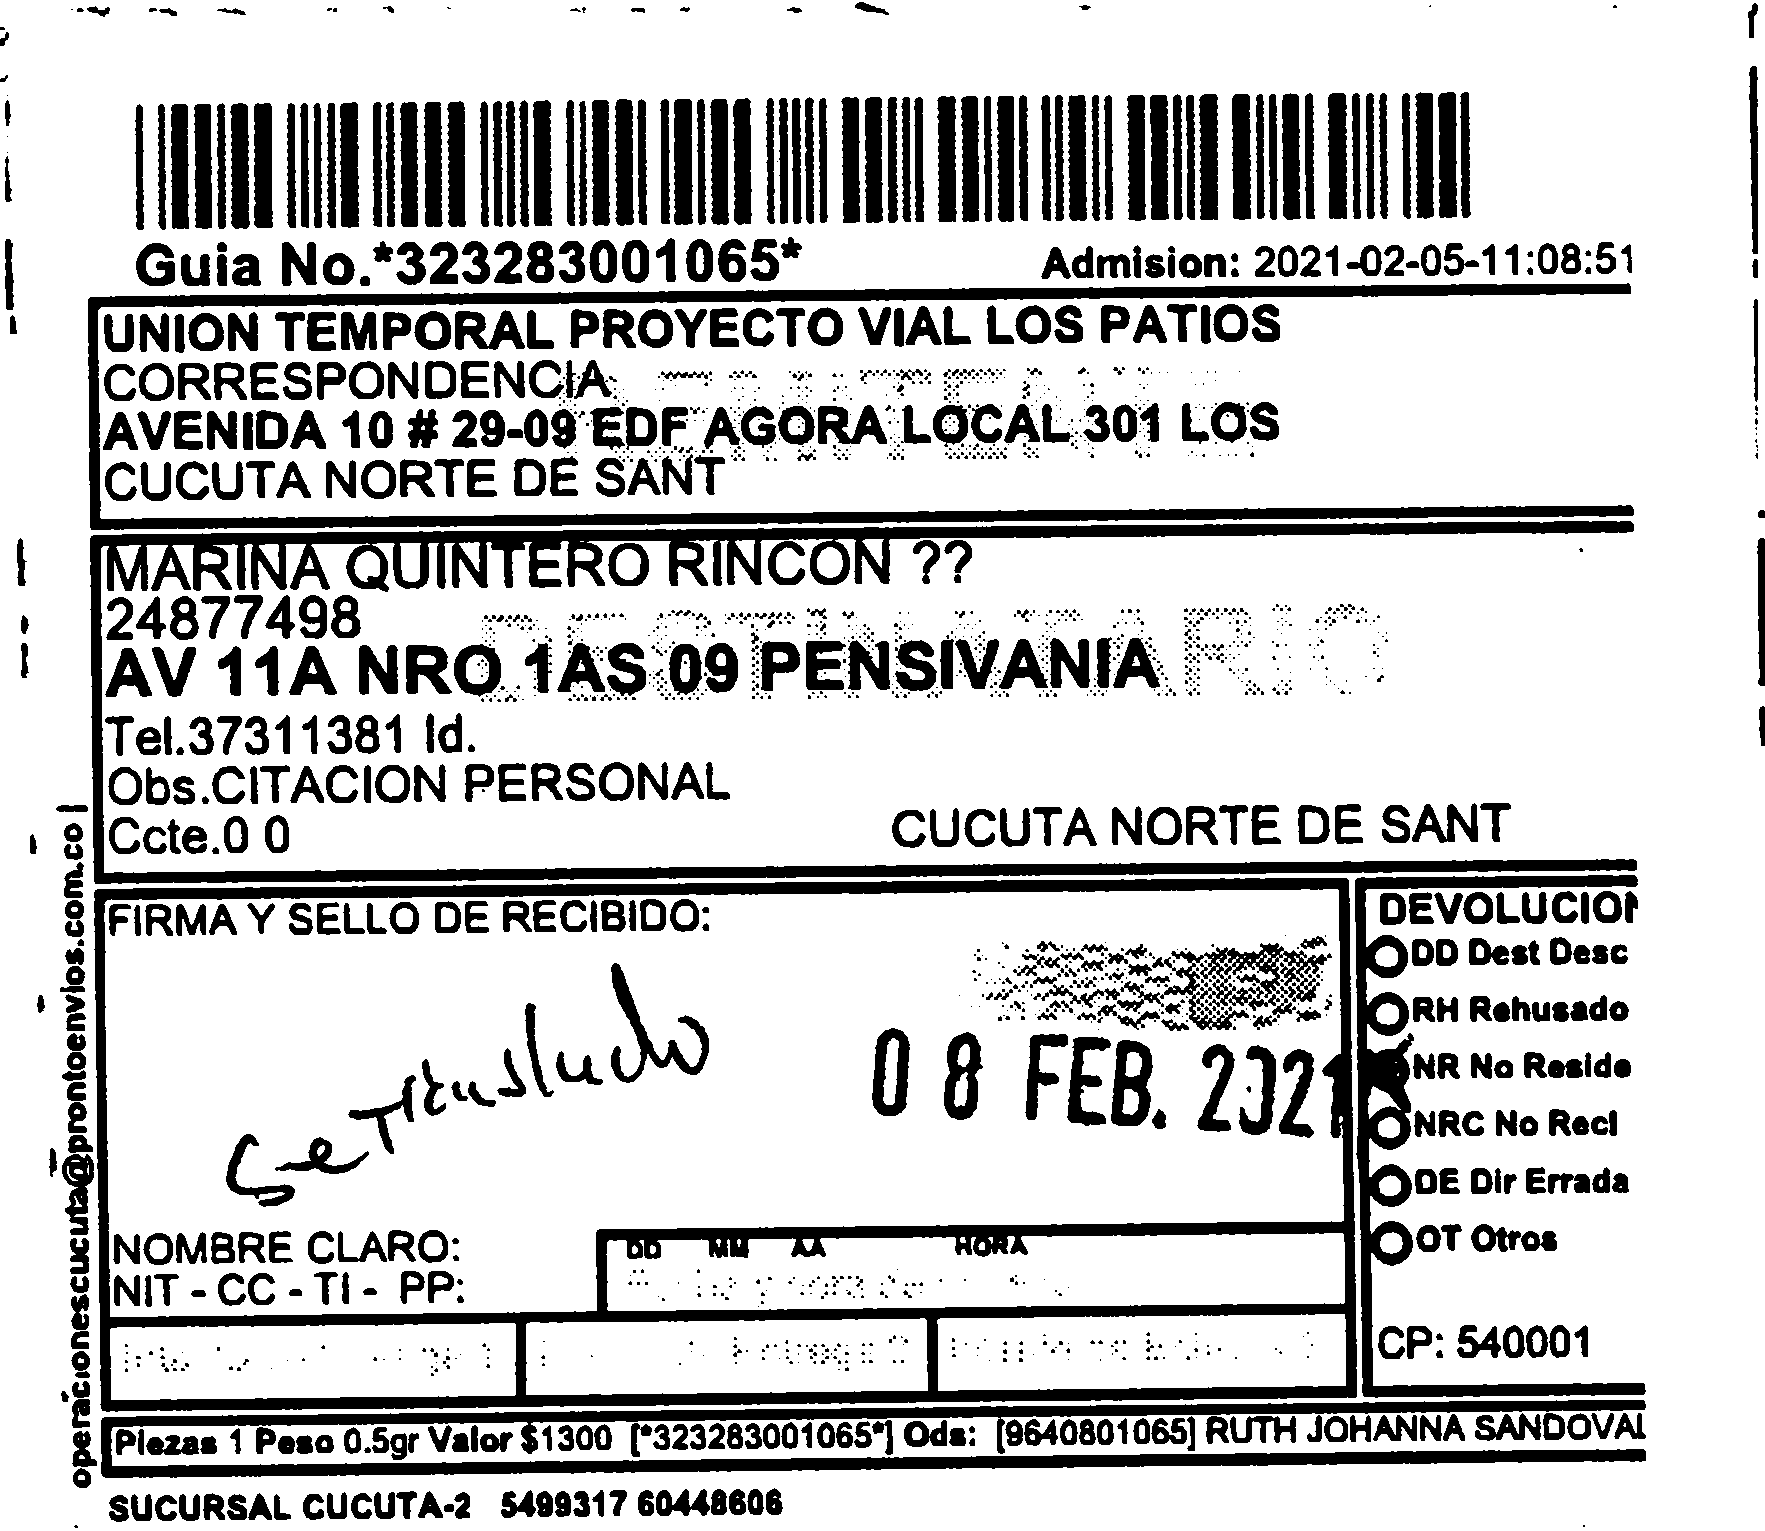 Guia No.*323283001065*
Admision: 2021-02-05-11:08:51
UNION TEMPORAL PROYECTO VIAL LOS PATIOS
CORRESPONDENCIA
AVENIDA 10 # 29-09 EDF AGORA LOCAL 301 LOS
CUCUTA NORTE DE SANT
MARINA QUINTERO RINCON ??
24877498
DESTINATARIO
AV 11A NRO 1AS 09 PENSIVANIA
Tel.37311381 Id.
Obs.CITACION PERSONAL
Ccte.0 0
CUCUTA NORTE DE SANT
FIRMA Y SELLO DE RECIBIDO:
Se Trasludo
08 FEB. 2021
NOMBRE CLARO:
NIT - CC - TI - PP:
DD MM AA HORA
DEVOLUCION
DD Dest Desc
RH Rehusado
NR No Reside
NRC No Recl
DE Dir Errada
OT Otros
CP: 540001
Piezas 1 Peso 0.5gr Valor $1300 [*323283001065*] Ods: [9640801065] RUTH JOHANNA SANDOVAL
SUCURSAL CUCUTA-2 5499317 60448606
operacionescucuta@prontoenvios.com.co |